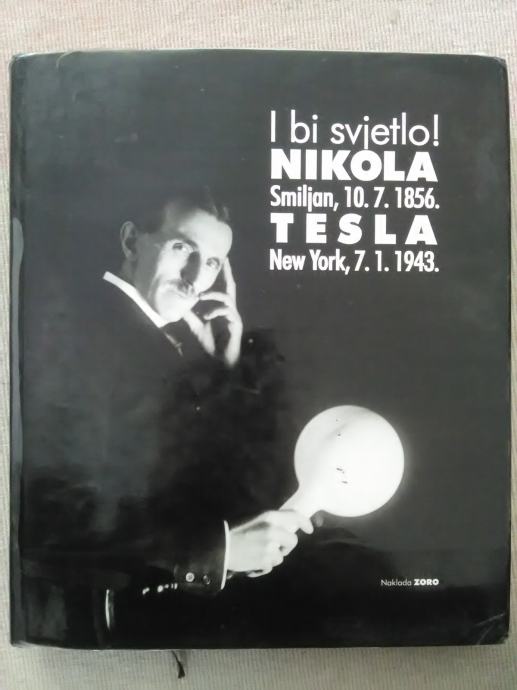 I bi svjetlo!
NIKOLA
Smiljan, 10. 7. 1856.
TESLA
New York, 7. 1. 1943.
Naklada ZORO